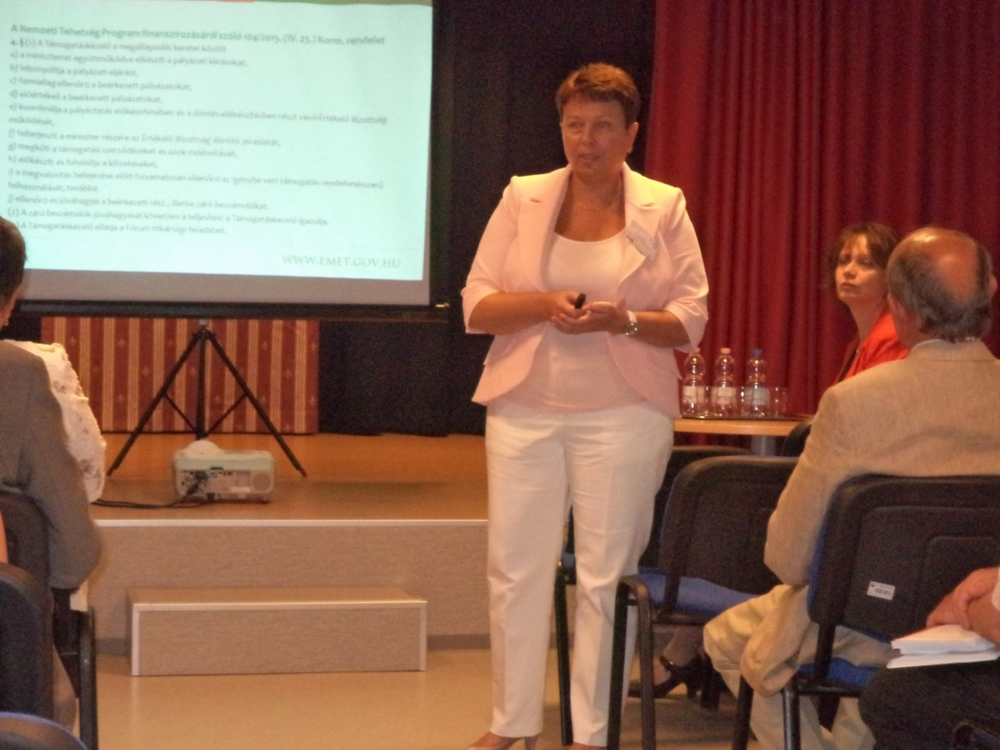 A Nemzeti Tehetség Program finanszírozásáról szóló 104/2015. (IV. 23.) Korm. rendelet
4. § (1) A Támogatáskezelő a megállapodás keretei között
a) a miniszterrel együttműködve elkészíti a pályázati kiírásokat,
b) lebonyolítja a pályázati eljárást,
c) formailag ellenőrzi a beérkezett pályázatokat,
d) előértékeli a beérkezett pályázatokat,
e) koordinálja a pályáztatás előkészítésében és a döntés-előkészítésben részt vevő Értékelő Bizottság
működését,
f) felterjeszti a miniszter részére az Értékelő Bizottság döntési javaslatát,
g) megköti a támogatási szerződéseket és azok módosításait,
h) előkészíti és folyósítja a kifizetéseket,
i) a megvalósítás befejezése előtt folyamatosan ellenőrzi az igénybe vett támogatás rendeltetésszerű
felhasználását, továbbá
j) ellenőrzi és jóváhagyja a beérkezett rész-, illetve záró beszámolókat.
(2) A záró beszámolók jóváhagyását követően a teljesítést a Támogatáskezelő igazolja.
) A Támogatáskezelő ellátja a Fórum titkársági feladatait.
WWW.EMET.GOV.HU